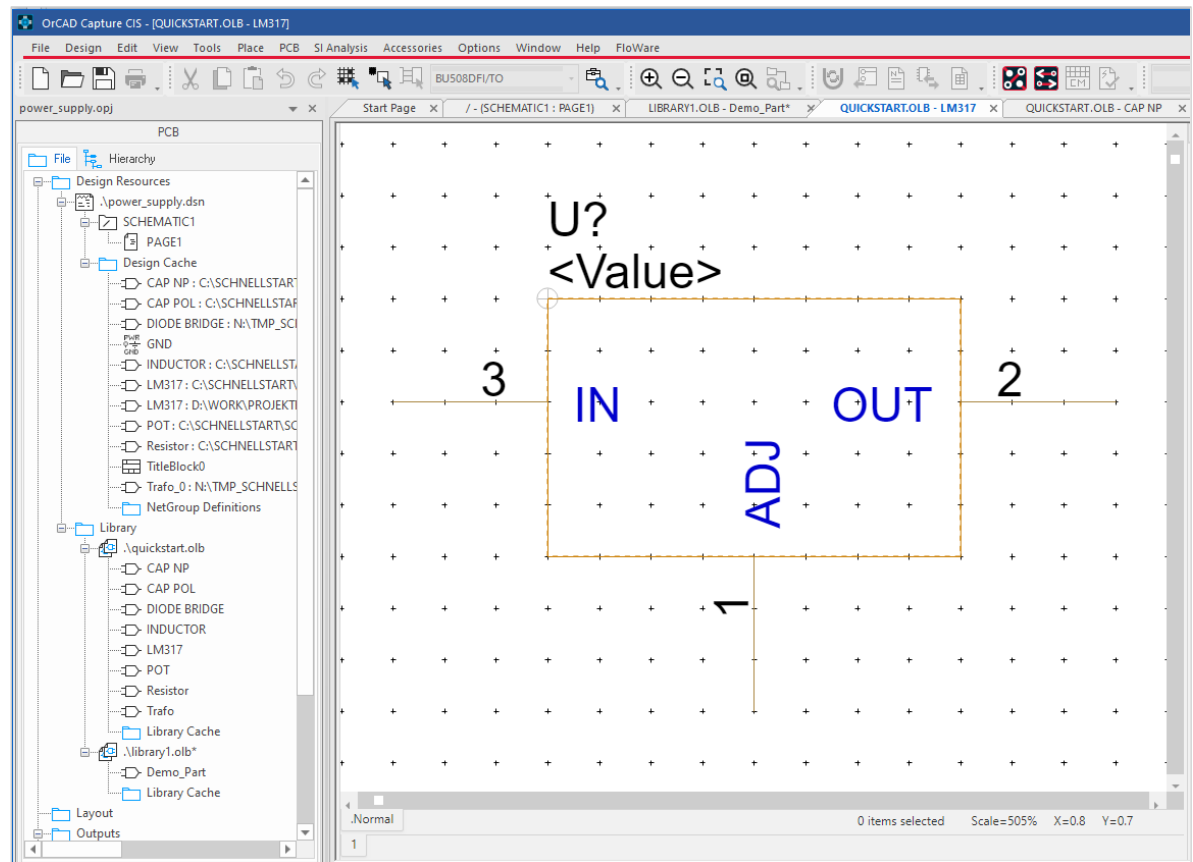 OrCAD Capture CIS - [QUICKSTART.OLB - LM317]
File Design Edit View Tools Place PCB SI Analysis Accessories Options Window Help FloWare
BU508DFI/TO
CM
power_supply.opj
Start Page
/ - (SCHEMATIC1 : PAGE1)
LIBRARY1.OLB - Demo_Part*
QUICKSTART.OLB - LM317
QUICKSTART.OLB - CAP NP
PCB
File Hierarchy
Design Resources
.\power_supply.dsn
SCHEMATIC1
PAGE1
Design Cache
CAP NP : C:\SCHNELLSTART
CAP POL : C:\SCHNELLSTAR
DIODE BRIDGE : N:\TMP_SCI
PWR
GND
GND
INDUCTOR : C:\SCHNELLST
LM317 : C:\SCHNELLSTART\
LM317 : D:\WORK\PROJEKTI
POT : C:\SCHNELLSTART\SC
Resistor : C:\SCHNELLSTART
TitleBlock0
Trafo_0 : N:\TMP_SCHNELLS
NetGroup Definitions
Library
.\quickstart.olb
CAP NP
CAP POL
DIODE BRIDGE
INDUCTOR
LM317
POT
Resistor
Trafo
Library Cache
.\library1.olb*
Demo_Part
Library Cache
Layout
Outputs
U?
<Value>
3
IN
OUT
2
ADJ
1
.Normal
0 items selected Scale=505% X=0.8 Y=0.7
1